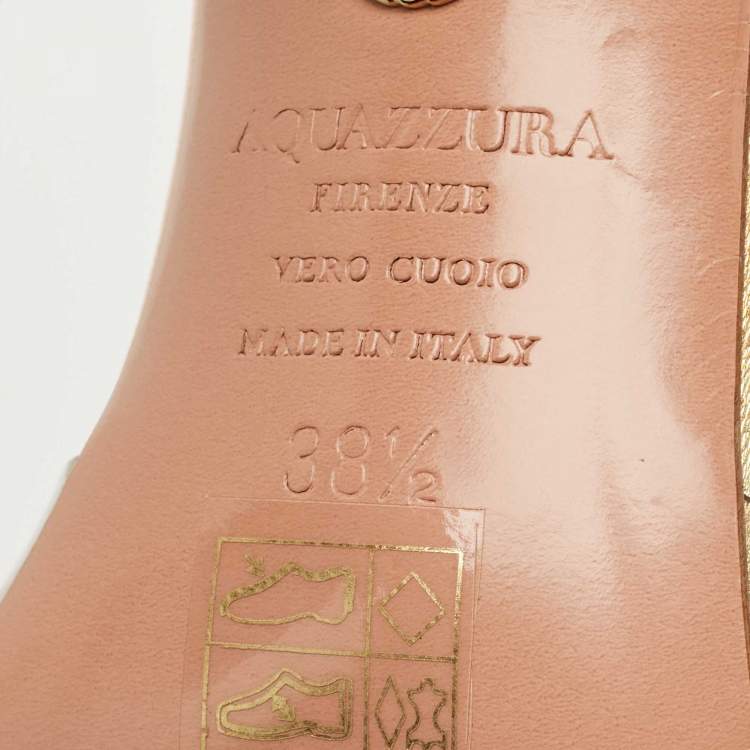 AQUAZZURA
FIRENZE
VERO CUOIO
MADE IN ITALY
38½